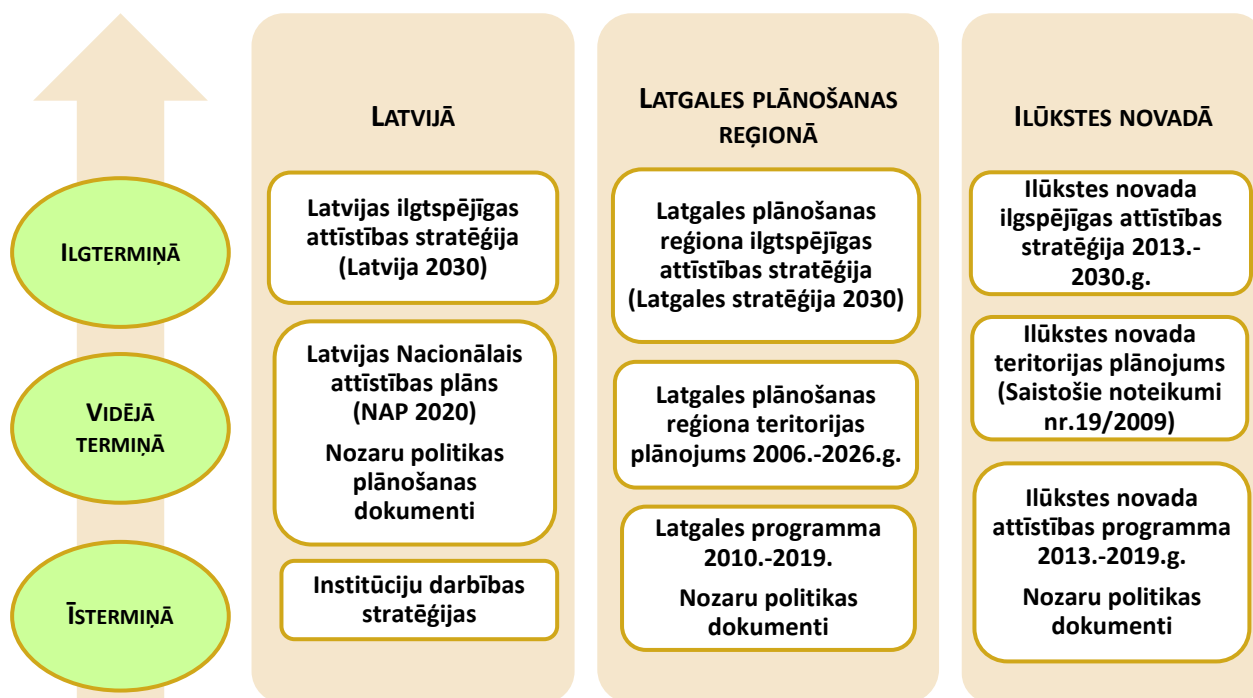 ILGTERMIŅĀ
VIDĒJĀ
TERMIŅĀ
ĪSTERMIŅĀ
LATVIJĀ
Latvijas ilgtspējīgas
attīstības stratēģija
(Latvija 2030)
Latvijas Nacionālais
attīstības plāns
(NAP 2020)
Nozaru politikas
plānošanas
dokumenti
Institūciju darbības
stratēģijas
LATGALES PLĀNOŠANAS
REĢIONĀ
Latgales plānošanas
reģiona ilgtspējīgas
attīstības stratēģija
(Latgales stratēģija 2030)
Latgales plānošanas
reģiona teritorijas
plānojums 2006.-2026.g.
Latgales programma
2010.-2019.
Nozaru politikas
dokumenti
ILŪKSTES NOVADĀ
Ilūkstes novada
ilgspējīgas attīstības
stratēģija 2013.-
2030.g.
Ilūkstes novada
teritorijas plānojums
(Saistošie noteikumi
nr.19/2009)
Ilūkstes novada
attīstības programma
2013.-2019.g.
Nozaru politikas
dokumenti